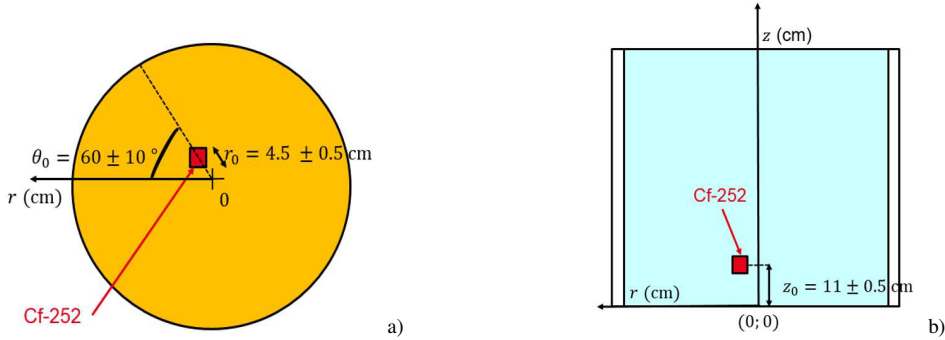 θ₀ = 60 ± 10 °
r₀ = 4.5 ± 0.5 cm
r (cm)
0
Cf-252
a)
z (cm)
Cf-252
r (cm)
z₀ = 11 ± 0.5 cm
(0; 0)
b)